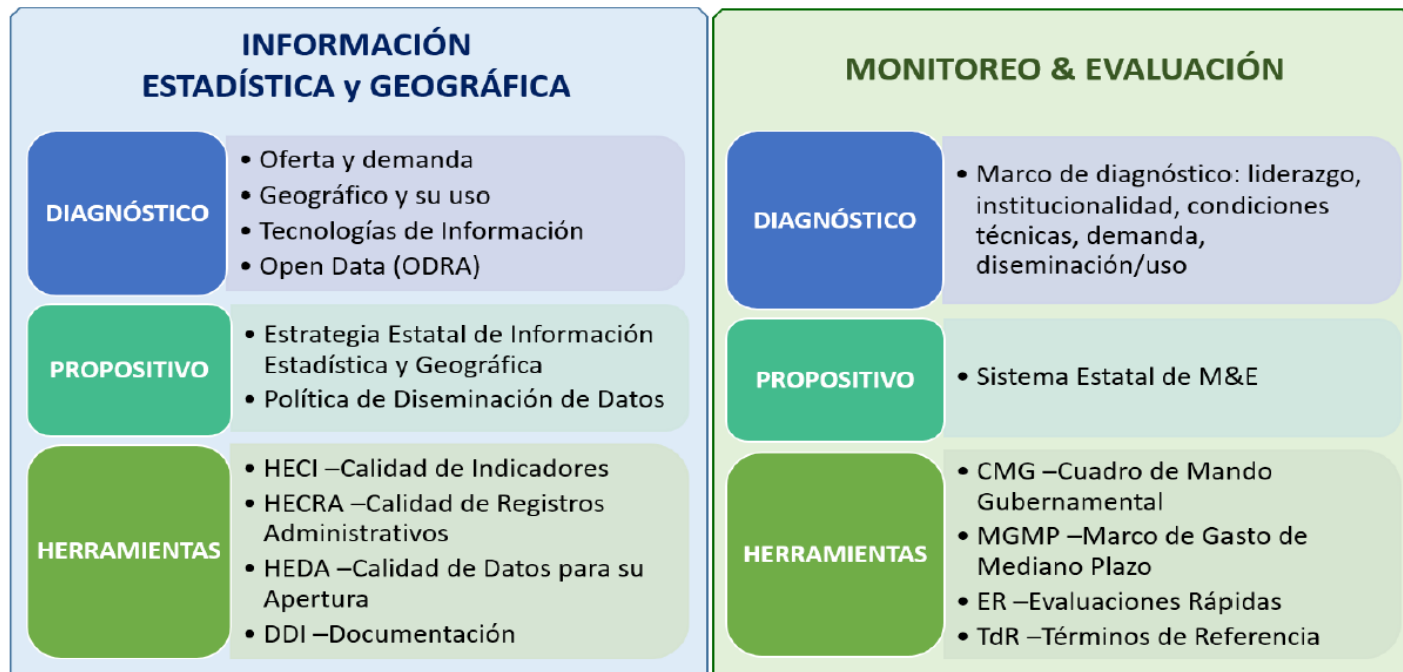 INFORMACIÓN
ESTADÍSTICA y GEOGRÁFICA
DIAGNÓSTICO
• Oferta y demanda
• Geográfico y su uso
• Tecnologías de Información
• Open Data (ODRA)
PROPOSITIVO
• Estrategia Estatal de Información
Estadística y Geográfica
• Política de Diseminación de Datos
HERRAMIENTAS
• HECI –Calidad de Indicadores
• HECRA –Calidad de Registros
Administrativos
• HEDA –Calidad de Datos para su
Apertura
• DDI –Documentación
MONITOREO & EVALUACIÓN
DIAGNÓSTICO
• Marco de diagnóstico: liderazgo,
institucionalidad, condiciones
técnicas, demanda,
diseminación/uso
PROPOSITIVO
• Sistema Estatal de M&E
HERRAMIENTAS
• CMG –Cuadro de Mando
Gubernamental
• MGMP –Marco de Gasto de
Mediano Plazo
• ER –Evaluaciones Rápidas
• TdR –Términos de Referencia